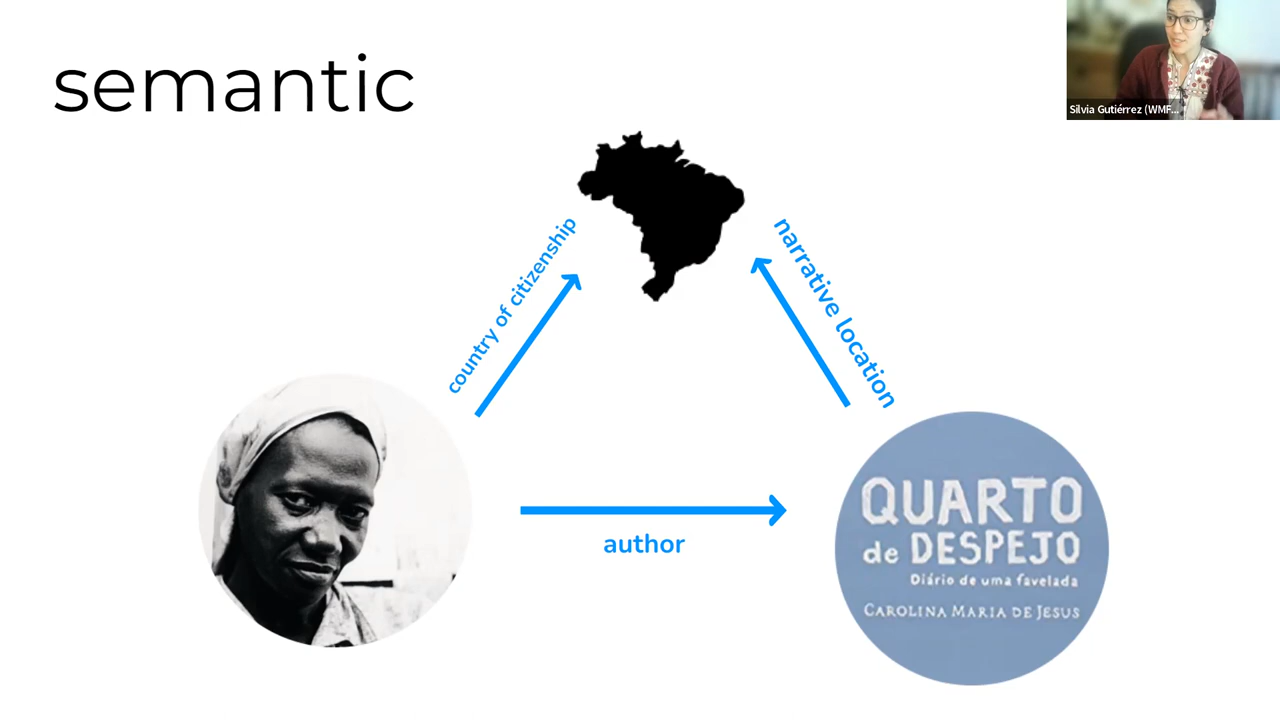 semantic
Silvia Gutiérrez (WMF...
country of citizenship
narrative location
author
QUARTO
de DESPEJO
Diário de uma favelada
CAROLINA MARIA DE JESUS